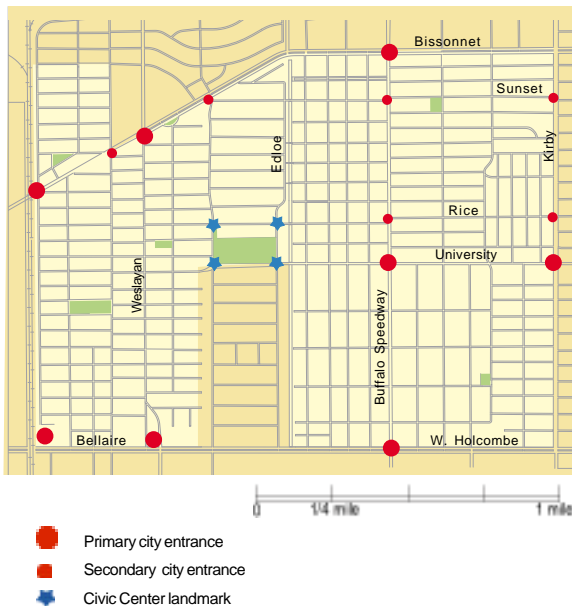 Bissonnet
Sunset
Edloe
Kirby
Rice
University
Weslayan
Buffalo Speedway
Bellaire
W. Holcombe
0 1/4 mile 1 mile
Primary city entrance
Secondary city entrance
Civic Center landmark